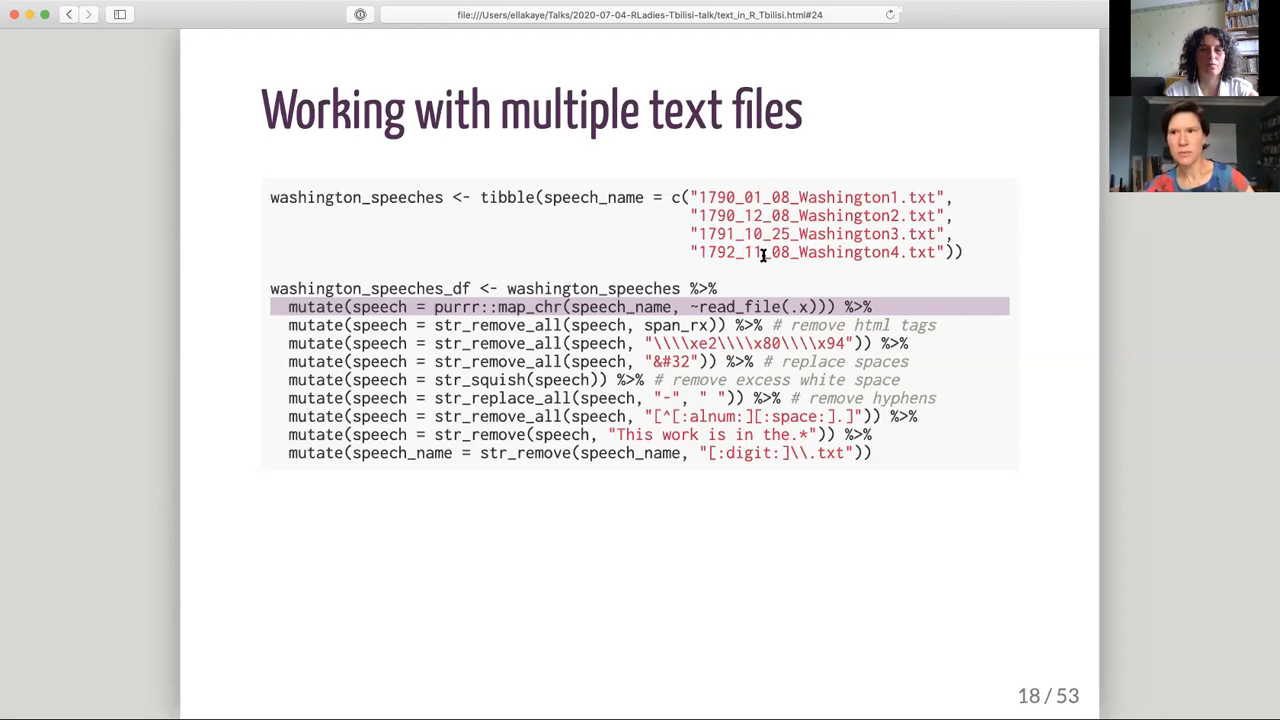 file:///Users/ellakaye/Talks/2020-07-04-RLadies-Tbilisi-talk/text_in_R_Tbilisi.html#24
Working with multiple text files
washington_speeches <- tibble(speech_name = c("1790_01_08_Washington1.txt",
"1790_12_08_Washington2.txt",
"1791_10_25_Washington3.txt",
"1792_11_08_Washington4.txt"))
washington_speeches_df <- washington_speeches %>%
mutate(speech = purrr::map_chr(speech_name, ~read_file(.x))) %>%
mutate(speech = str_remove_all(speech, span_rx)) %>% # remove html tags
mutate(speech = str_remove_all(speech, "\\\\xe2\\\\x80\\\\x94")) %>%
mutate(speech = str_remove_all(speech, "&#32")) %>% # replace spaces
mutate(speech = str_squish(speech)) %>% # remove excess white space
mutate(speech = str_replace_all(speech, "-", " ")) %>% # remove hyphens
mutate(speech = str_remove_all(speech, "[^[:alnum:][:space:].]")) %>%
mutate(speech = str_remove(speech, "This work is in the.*")) %>%
mutate(speech_name = str_remove(speech_name, "[:digit:]\\.txt"))
18 / 53